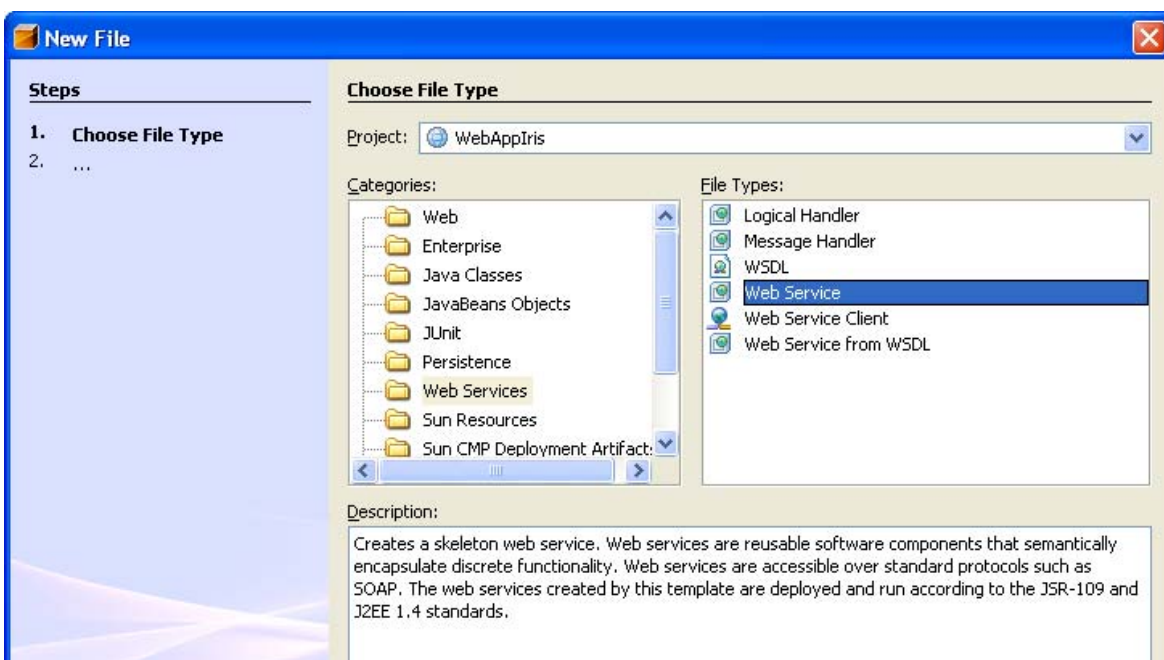 New File
Steps
1. Choose File Type
2. ...
Choose File Type
Project: WebAppIris
Categories:
Web
Enterprise
Java Classes
JavaBeans Objects
JUnit
Persistence
Web Services
Sun Resources
Sun CMP Deployment Artifact
File Types:
Logical Handler
Message Handler
WSDL
Web Service
Web Service Client
Web Service from WSDL
Description:
Creates a skeleton web service. Web services are reusable software components that semantically
encapsulate discrete functionality. Web services are accessible over standard protocols such as
SOAP. The web services created by this template are deployed and run according to the JSR-109 and
J2EE 1.4 standards.